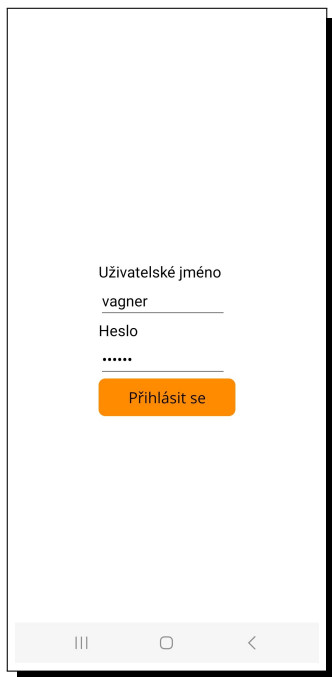 Uživatelské jméno
vagner
Heslo
••••••
Přihlásit se